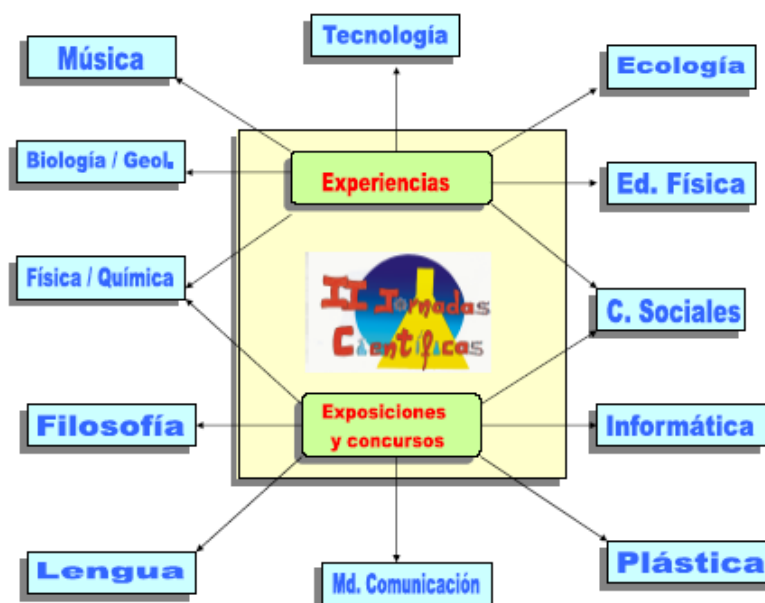 Tecnología
Música
Ecología
Biología / Geol.
Experiencias
Ed. Física
Física / Química
II Jornadas
Científicas
C. Sociales
Exposiciones
y concursos
Filosofía
Informática
Lengua
Md. Comunicación
Plástica